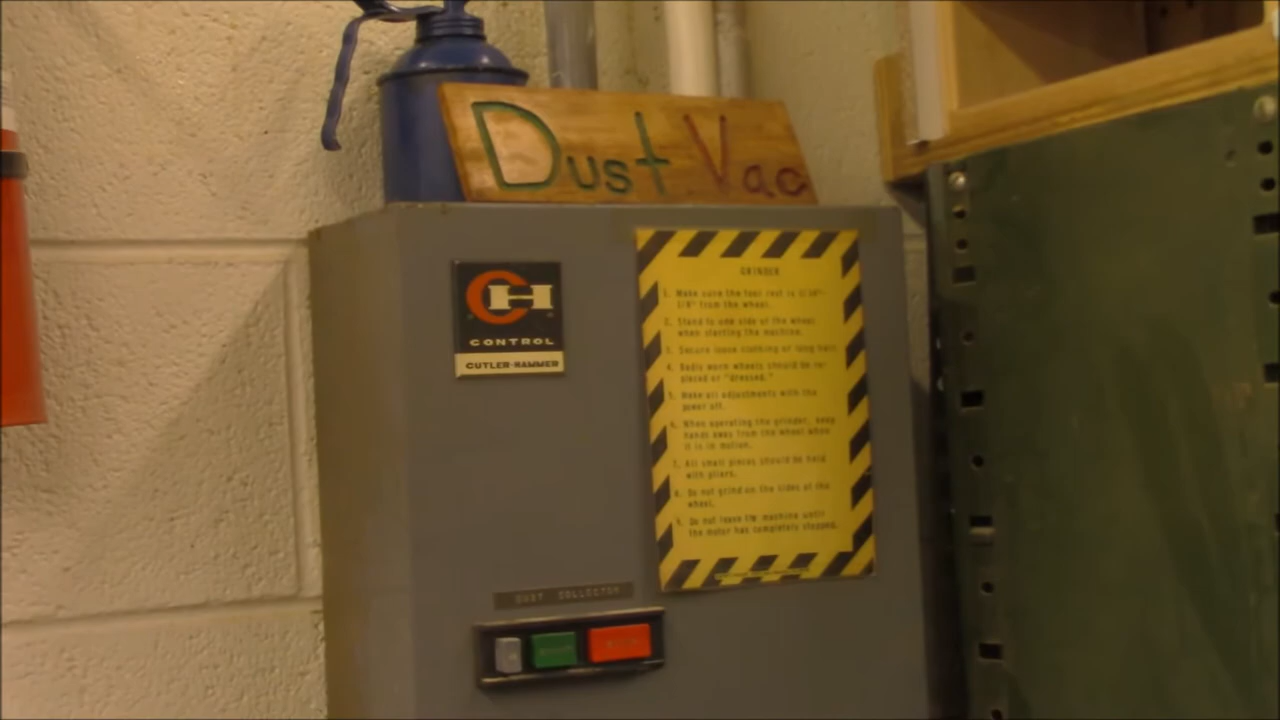 Dust Vac
CH
CONTROL
CUTLER-HAMMER
GRINDER
1. Make sure the tool rest is
1/8" from the wheel.
2. Stand to one side of the wheel
when starting the machine.
3. Secure loose clothing or long hair.
4. Badly worn wheels should be re-
placed or "dressed."
5. Make all adjustments with the
power off.
6. When operating the grinder, keep
hands away from the wheel when
it is in motion.
7. All small pieces should be held
with pliers.
8. Do not grind on the sides of the
wheel.
9. Do not leave the machine until
the motor has completely stopped.
DUST COLLECTOR